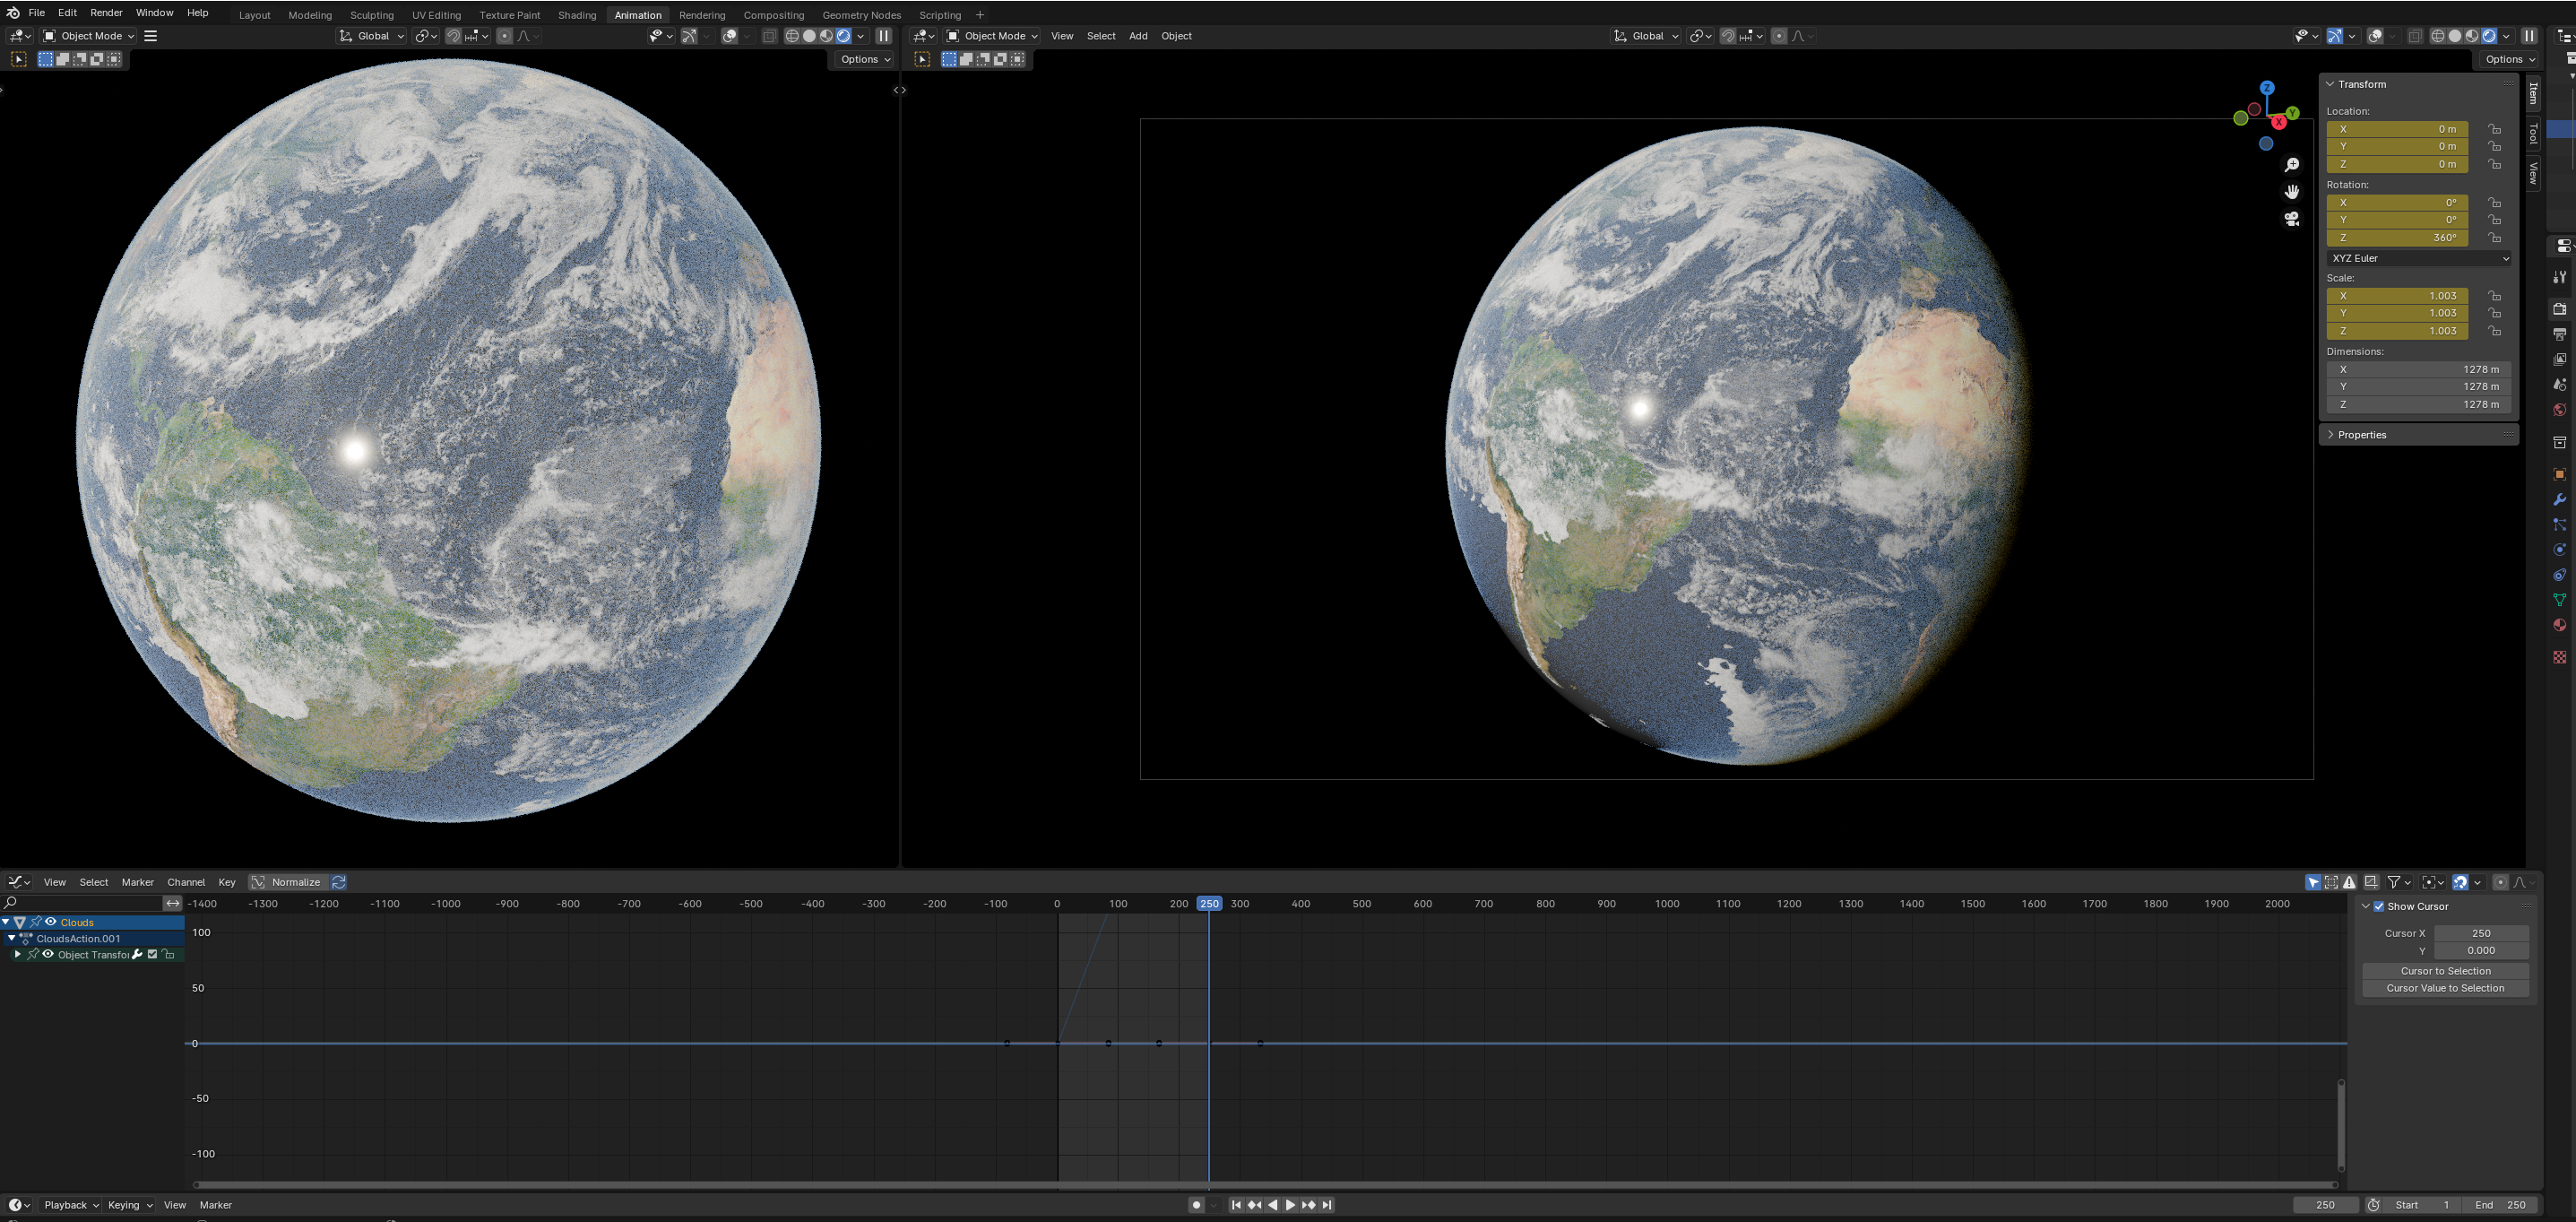 File Edit Render Window Help Layout Modeling Sculpting UV Editing Texture Paint Shading Animation Rendering Compositing Geometry Nodes Scripting +
Object Mode Global
Object Mode View Select Add Object Global
Options
Options
Z
Y
X
Transform
Location:
X 0 m
Y 0 m
Z 0 m
Rotation:
X 0°
Y 0°
Z 360°
XYZ Euler
Scale:
X 1.003
Y 1.003
Z 1.003
Dimensions:
X 1278 m
Y 1278 m
Z 1278 m
Properties
Item
Tool
View
View Select Marker Channel Key Normalize
-1400 -1300 -1200 -1100 -1000 -900 -800 -700 -600 -500 -400 -300 -200 -100 0 100 200 250 300 400 500 600 700 800 900 1000 1100 1200 1300 1400 1500 1600 1700 1800 1900 2000
Clouds
CloudsAction.001
Object Transfo
100
50
0
-50
-100
Show Cursor
Cursor X 250
Y 0.000
Cursor to Selection
Cursor Value to Selection
Playback Keying View Marker
250 Start 1 End 250